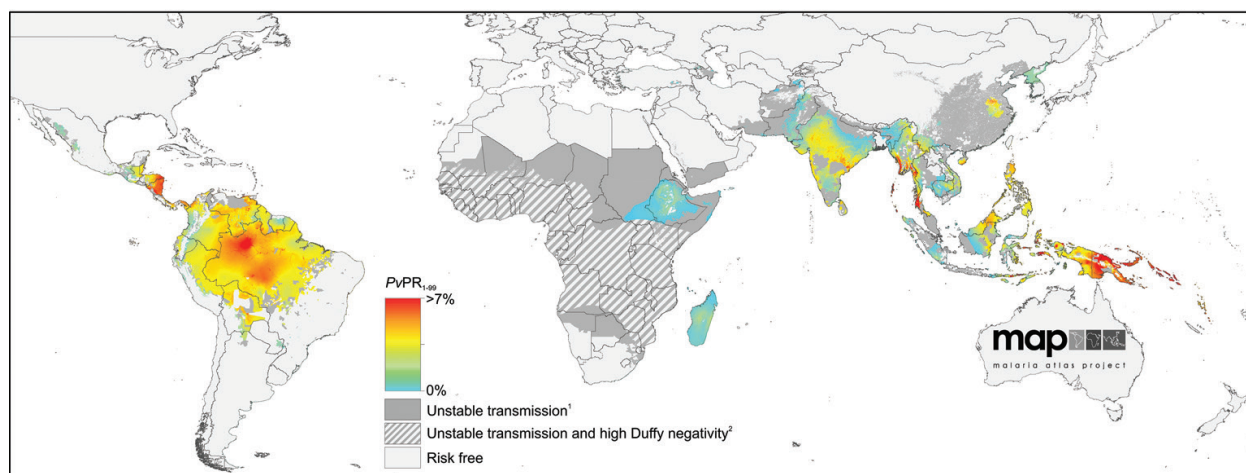 PvPR1-99
>7%
0%
Unstable transmission1
Unstable transmission and high Duffy negativity2
Risk free
map
malaria atlas project